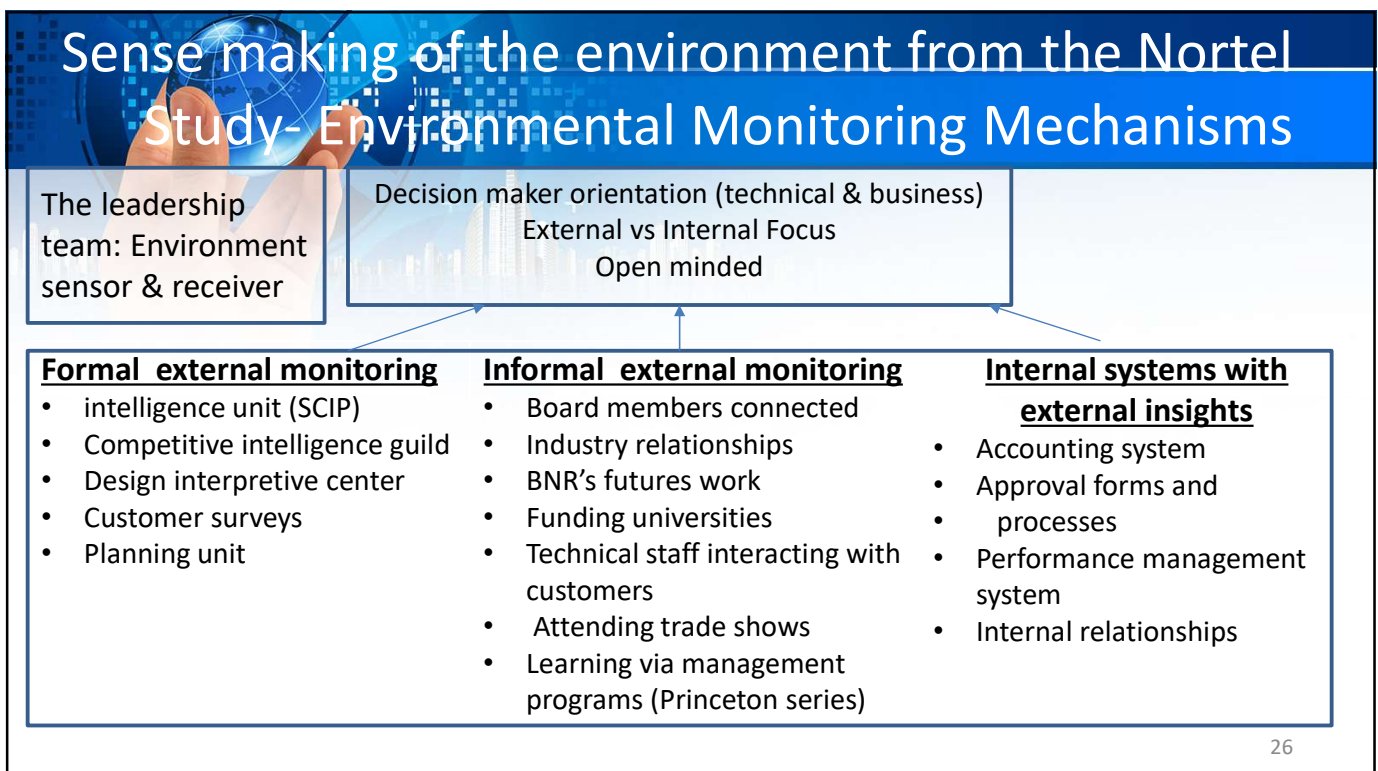 Sense making of the environment from the Nortel
Study- Environmental Monitoring Mechanisms
The leadership
team: Environment
sensor & receiver
Decision maker orientation (technical & business)
External vs Internal Focus
Open minded
Formal  external monitoring
• intelligence unit (SCIP)
• Competitive intelligence guild
• Design interpretive center
• Customer surveys
• Planning unit
Informal  external monitoring
• Board members connected
• Industry relationships
• BNR's futures work
• Funding universities
• Technical staff interacting with
customers
• Attending trade shows
• Learning via management
programs (Princeton series)
Internal systems with
external insights
• Accounting system
• Approval forms and
• processes
• Performance management
system
• Internal relationships
26